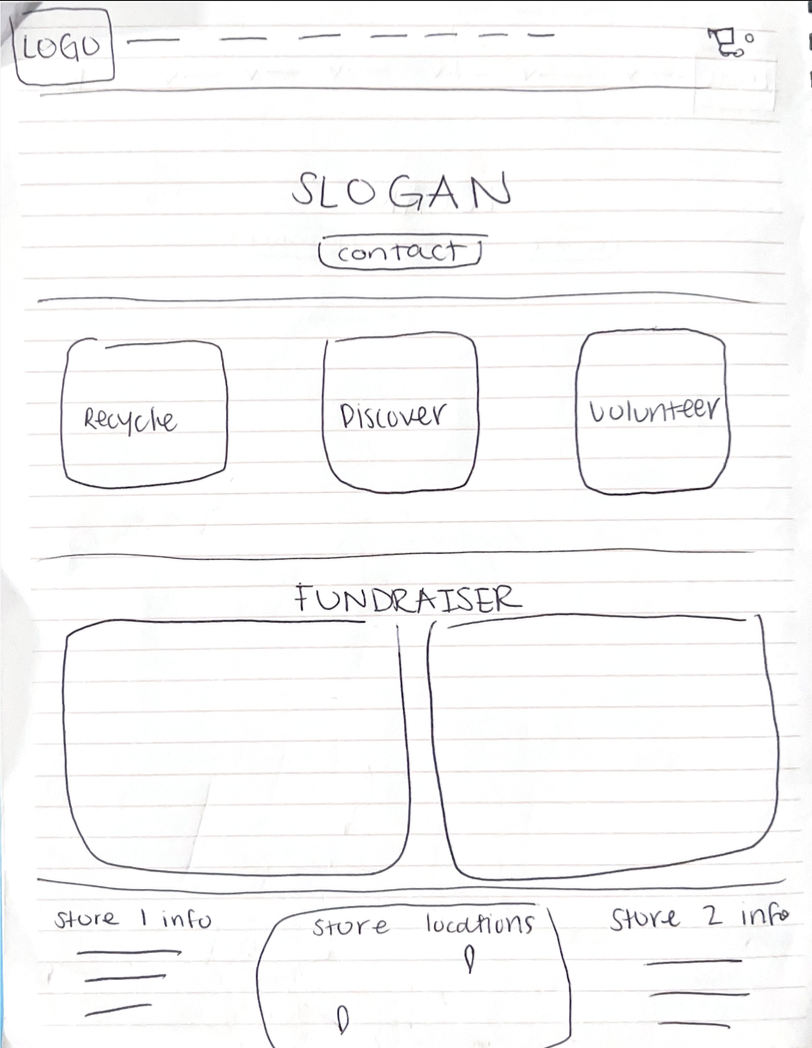 LOGO
SLOGAN
contact
Recycle
Discover
Volunteer
FUNDRAISER
Store 1 info
store locations
Store 2 info